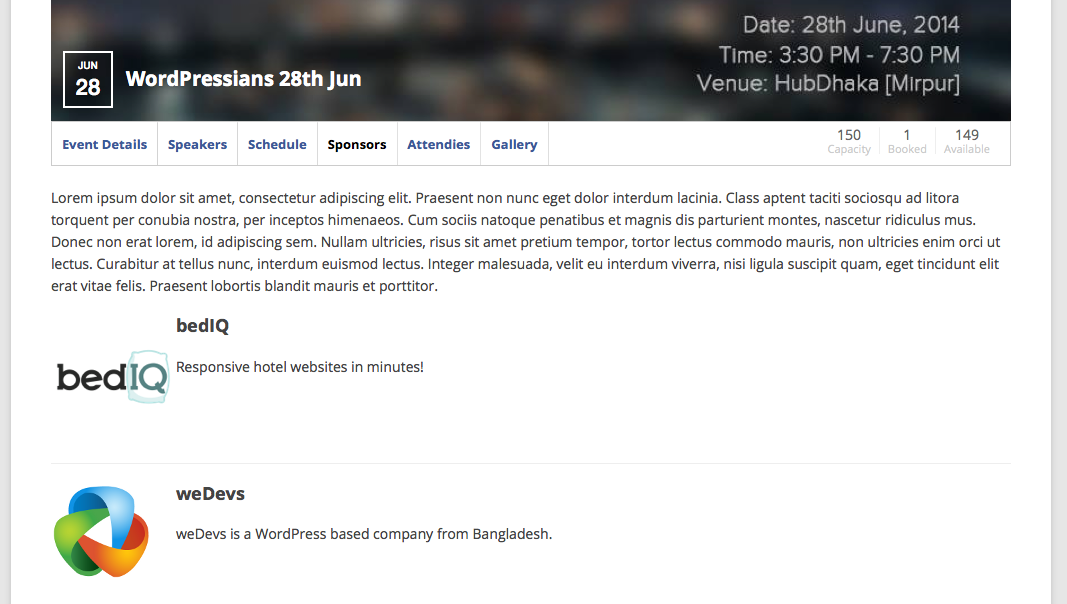 Date: 28th June, 2014
Time: 3:30 PM - 7:30 PM
Venue: HubDhaka [Mirpur]
JUN
28
WordPressians 28th Jun
Event Details Speakers Schedule Sponsors Attendies Gallery
150 1 149
Capacity Booked Available
Lorem ipsum dolor sit amet, consectetur adipiscing elit. Praesent non nunc eget dolor interdum lacinia. Class aptent taciti sociosqu ad litora
torquent per conubia nostra, per inceptos himenaeos. Cum sociis natoque penatibus et magnis dis parturient montes, nascetur ridiculus mus.
Donec non erat lorem, id adipiscing sem. Nullam ultricies, risus sit amet pretium tempor, tortor lectus commodo mauris, non ultricies enim orci ut
lectus. Curabitur at tellus nunc, interdum euismod lectus. Integer malesuada, velit eu interdum viverra, nisi ligula suscipit quam, eget tincidunt elit
erat vitae felis. Praesent lobortis blandit mauris et porttitor.
bedIQ
bedIQ
Responsive hotel websites in minutes!
weDevs
weDevs is a WordPress based company from Bangladesh.